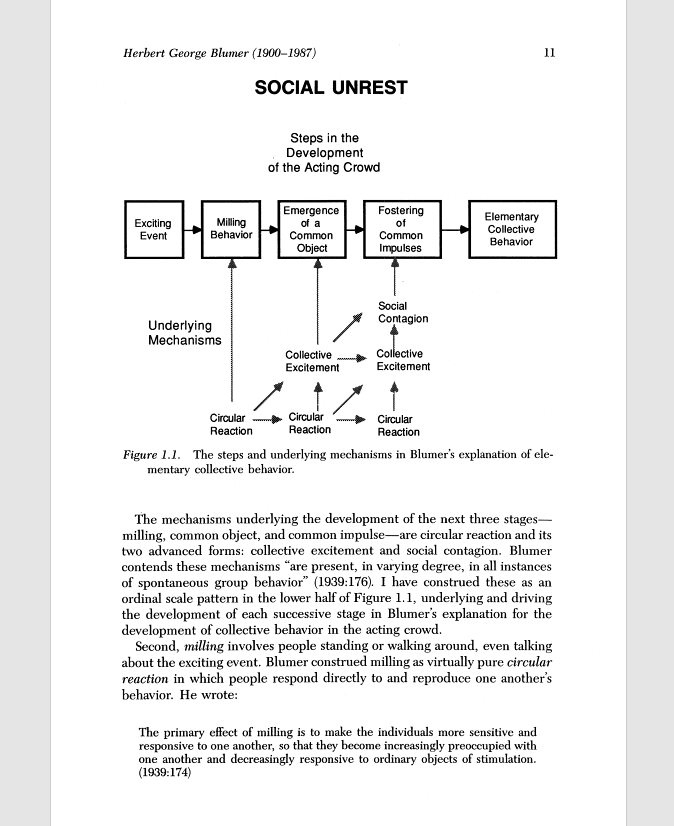 Herbert George Blumer (1900–1987) 11
SOCIAL UNREST
Steps in the
Development
of the Acting Crowd
Exciting
Event
Milling
Behavior
Emergence
of a
Common
Object
Fostering
of
Common
Impulses
Elementary
Collective
Behavior
Underlying
Mechanisms
Social
Contagion
Collective
Excitement
Collective
Excitement
Circular
Reaction
Circular
Reaction
Circular
Reaction
Figure 1.1. The steps and underlying mechanisms in Blumer's explanation of ele-
mentary collective behavior.
The mechanisms underlying the development of the next three stages—
milling, common object, and common impulse—are circular reaction and its
two advanced forms: collective excitement and social contagion. Blumer
contends these mechanisms “are present, in varying degree, in all instances
of spontaneous group behavior” (1939:176). I have construed these as an
ordinal scale pattern in the lower half of Figure 1.1, underlying and driving
the development of each successive stage in Blumer's explanation for the
development of collective behavior in the acting crowd.
Second, milling involves people standing or walking around, even talking
about the exciting event. Blumer construed milling as virtually pure circular
reaction in which people respond directly to and reproduce one another's
behavior. He wrote:
The primary effect of milling is to make the individuals more sensitive and
responsive to one another, so that they become increasingly preoccupied with
one another and decreasingly responsive to ordinary objects of stimulation.
(1939:174)